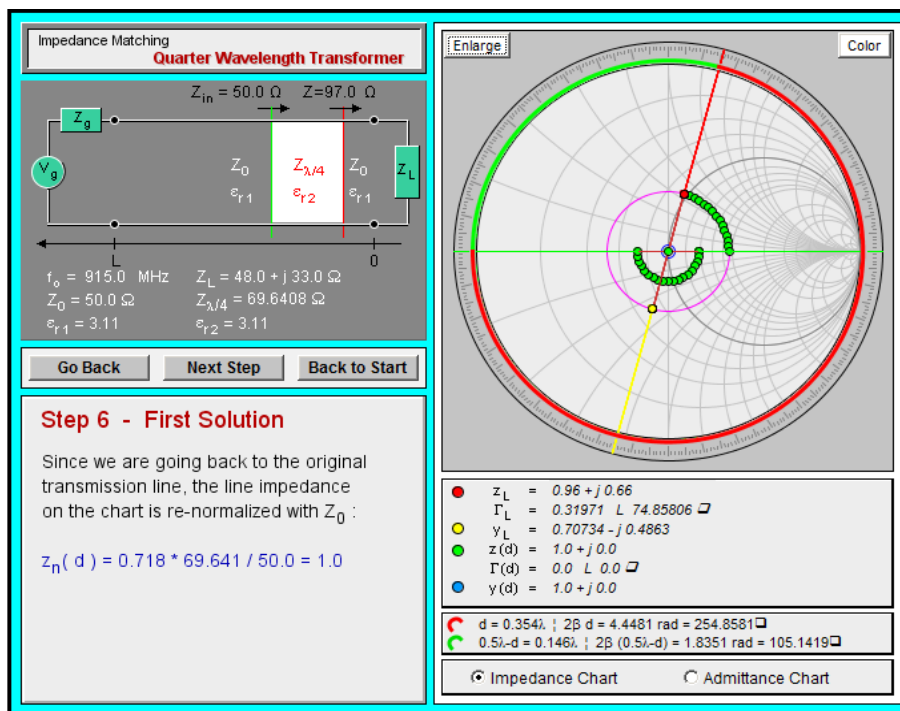 Impedance Matching
Quarter Wavelength Transformer
Enlarge
Color
Z_in = 50.0 Ω
Z=97.0 Ω
Z_g
V_g
Z_0
ε_r1
Z_λ/4
ε_r2
Z_0
ε_r1
Z_L
L
0
f_o = 915.0 MHz
Z_L = 48.0 + j 33.0 Ω
Z_0 = 50.0 Ω
Z_λ/4 = 69.6408 Ω
ε_r1 = 3.11
ε_r2 = 3.11
Go Back
Next Step
Back to Start
Step 6 - First Solution
Since we are going back to the original
transmission line, the line impedance
on the chart is re-normalized with Z_0 :
z_n( d ) = 0.718 * 69.641 / 50.0 = 1.0
z_L = 0.96 + j 0.66
Γ_L = 0.31971 L 74.85806 □
y_L = 0.70734 - j 0.4863
z(d) = 1.0 + j 0.0
Γ(d) = 0.0 L 0.0 □
y(d) = 1.0 + j 0.0
d = 0.354λ ¦ 2β d = 4.4481 rad = 254.8581□
0.5λ-d = 0.146λ ¦ 2β (0.5λ-d) = 1.8351 rad = 105.1419□
Impedance Chart
Admittance Chart